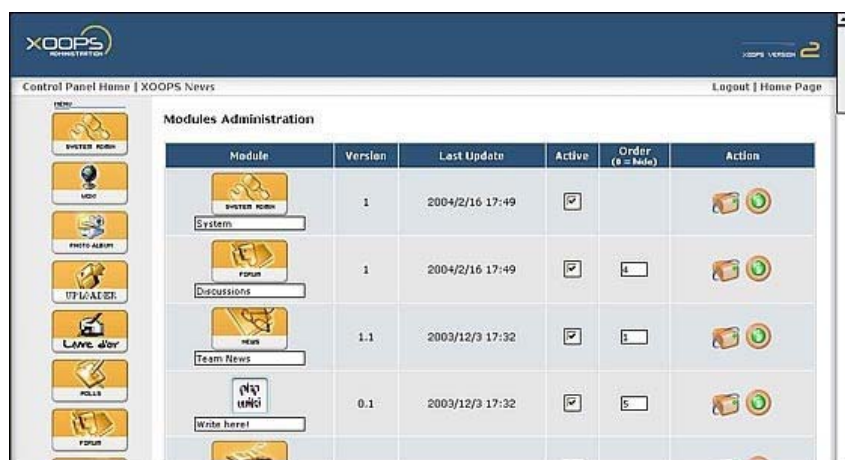 XOOPS
ADMINISTRATION
XOOPS VERSION 2
Control Panel Home | XOOPS News
Logout | Home Page
MENU
SYSTEM ADMIN
PHOTO ALBUM
UPLOADER
Livre d'or
POLLS
FORUM
Modules Administration
Module Version Last Update Active Order (0 = hide) Action
SYSTEM ADMIN
System
1 2004/2/16 17:49
FORUM
Discussions
1 2004/2/16 17:49 4
NEWS
Team News
1.1 2003/12/3 17:32 1
php
wiki
Write here!
0.1 2003/12/3 17:32 5